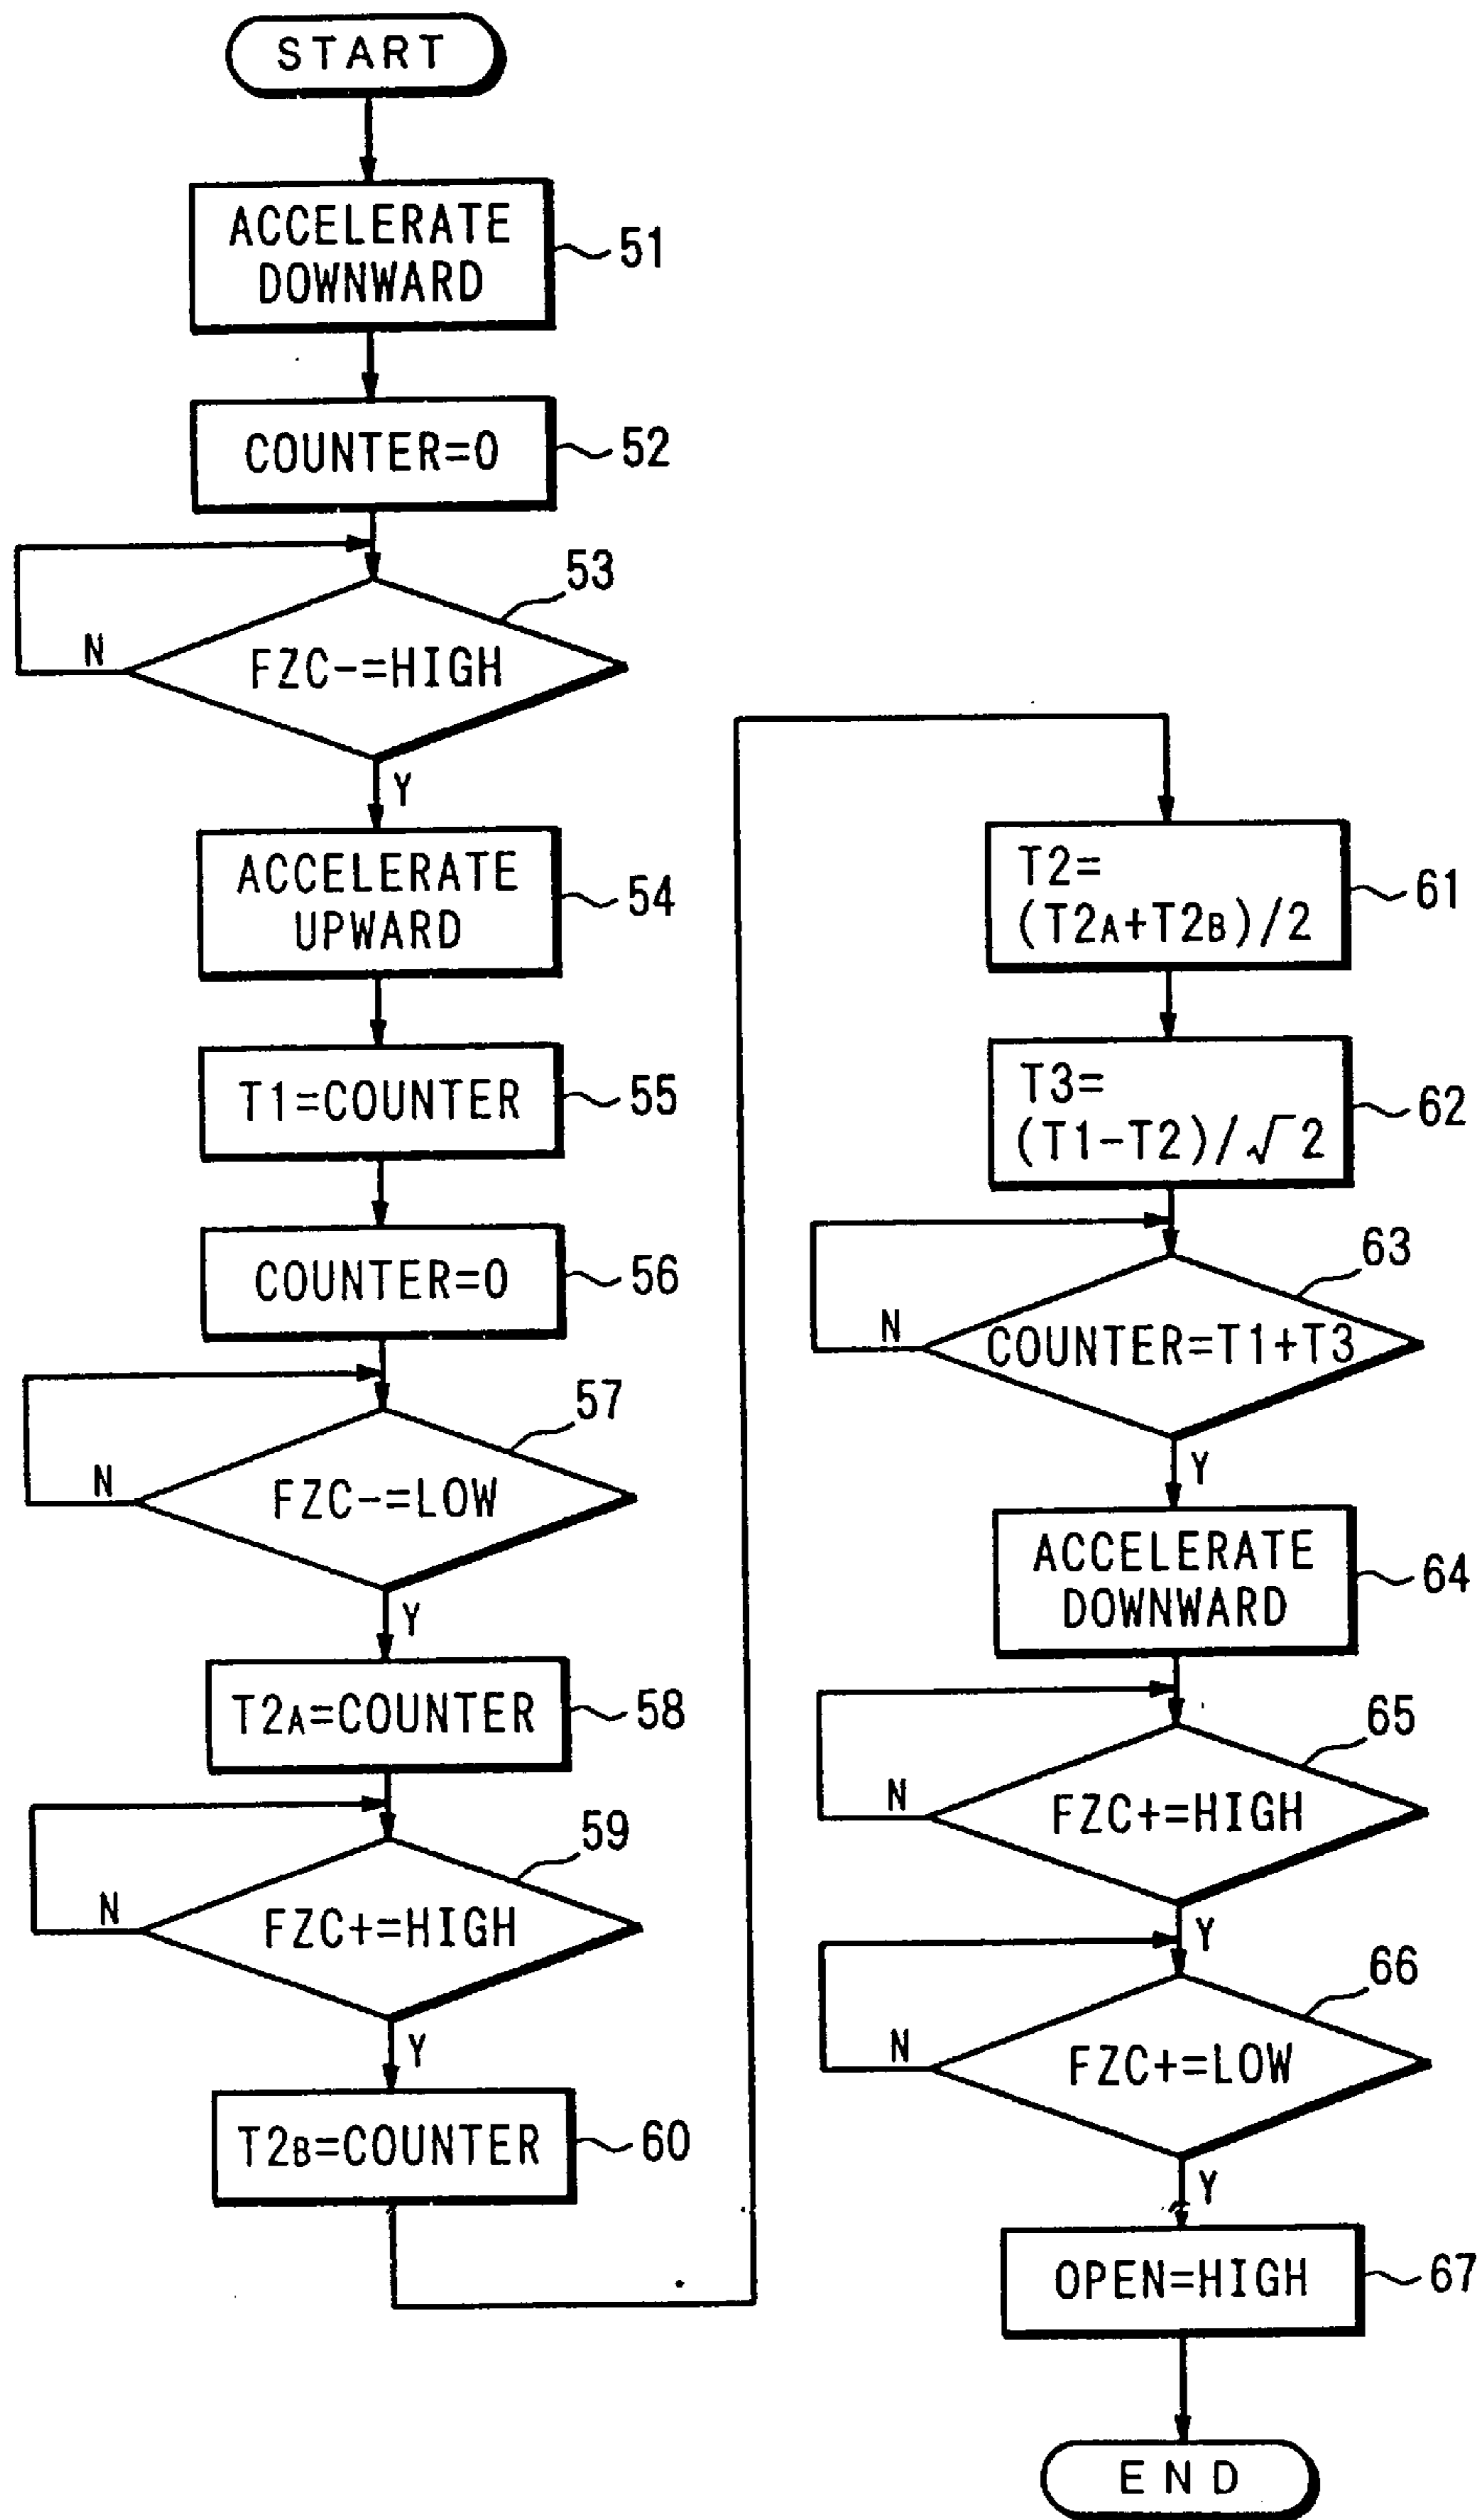 START
ACCELERATE
DOWNWARD
51
COUNTER=0
52
53
N
FZC-=HIGH
Y
ACCELERATE
UPWARD
54
T1=COUNTER
55
COUNTER=0
56
57
N
FZC-=LOW
Y
T2A=COUNTER
58
59
N
FZC+=HIGH
Y
T2B=COUNTER
60
T2=
(T2A+T2B)/2
61
T3=
(T1-T2)/√2
62
63
N
COUNTER=T1+T3
Y
ACCELERATE
DOWNWARD
64
65
N
FZC+=HIGH
Y
66
N
FZC+=LOW
Y
OPEN=HIGH
67
END